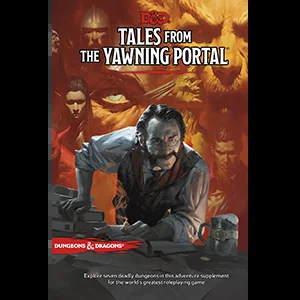 D&D
TALES FROM
THE YAWNING PORTAL
DUNGEONS & DRAGONS®
Explore seven deadly dungeons in this adventure supplement
for the world's greatest roleplaying game